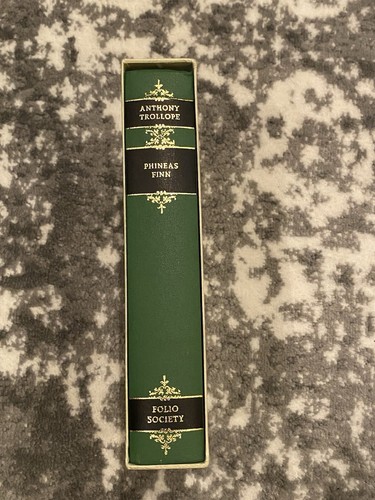 ANTHONY
TROLLOPE
PHINEAS
FINN
FOLIO
SOCIETY